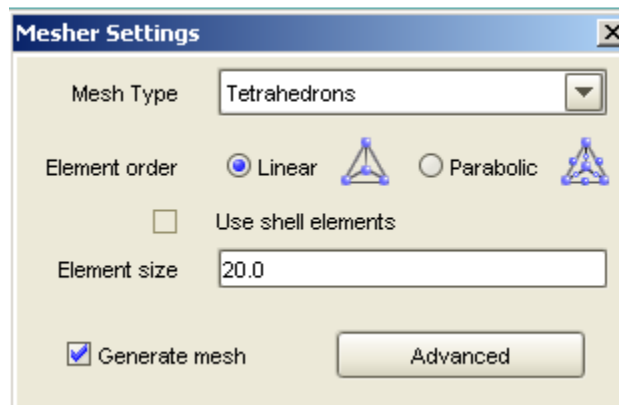 Mesher Settings
Mesh Type Tetrahedrons
Element order Linear Parabolic
Use shell elements
Element size 20.0
Generate mesh Advanced